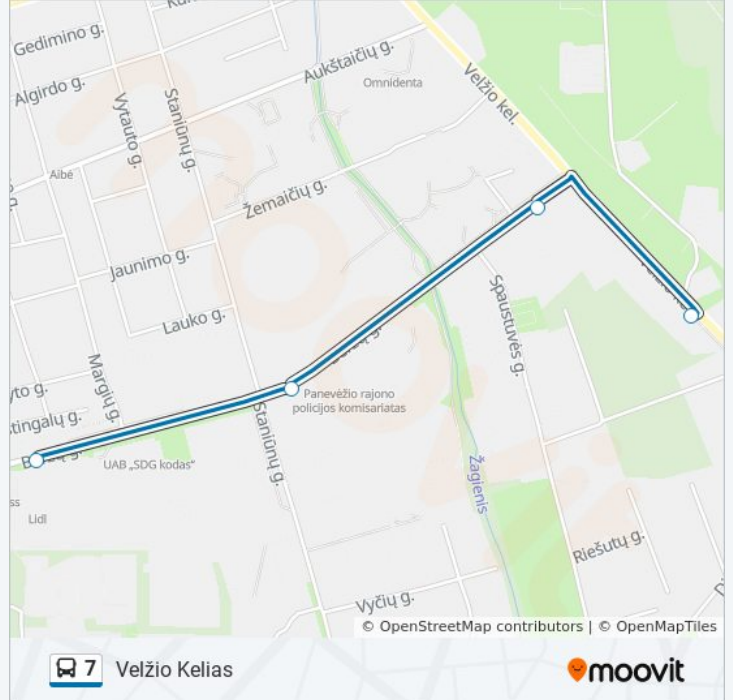 Gedimino g.
Aukštaičių g.
Omnidenta
Velžio kel.
Algirdo g.
Vytauto g.
Staniūnų g.
Aibė
Žemaičių g.
Jaunimo g.
Spaustuvės g.
Lauko g.
Margių g.
Panevėžio rajono
policijos komisariatas
Staniūnų g.
UAB „SDG kodas“
Žagienis
Lidl
Riešutų g.
Vyčių g.
© OpenStreetMap contributors | © OpenMapTiles
7 Velžio Kelias
moovit